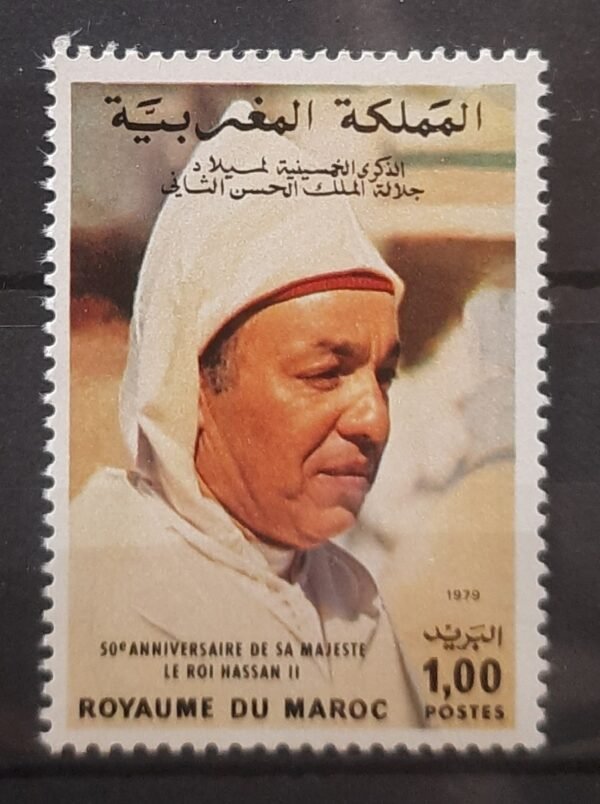 المملكة المغربية
الذكرى الخمسينية لميلاد
جلالة الملك الحسن الثاني
1979
50e ANNIVERSAIRE DE SA MAJESTE
LE ROI HASSAN II
البريد
1,00
ROYAUME DU MAROC
POSTES